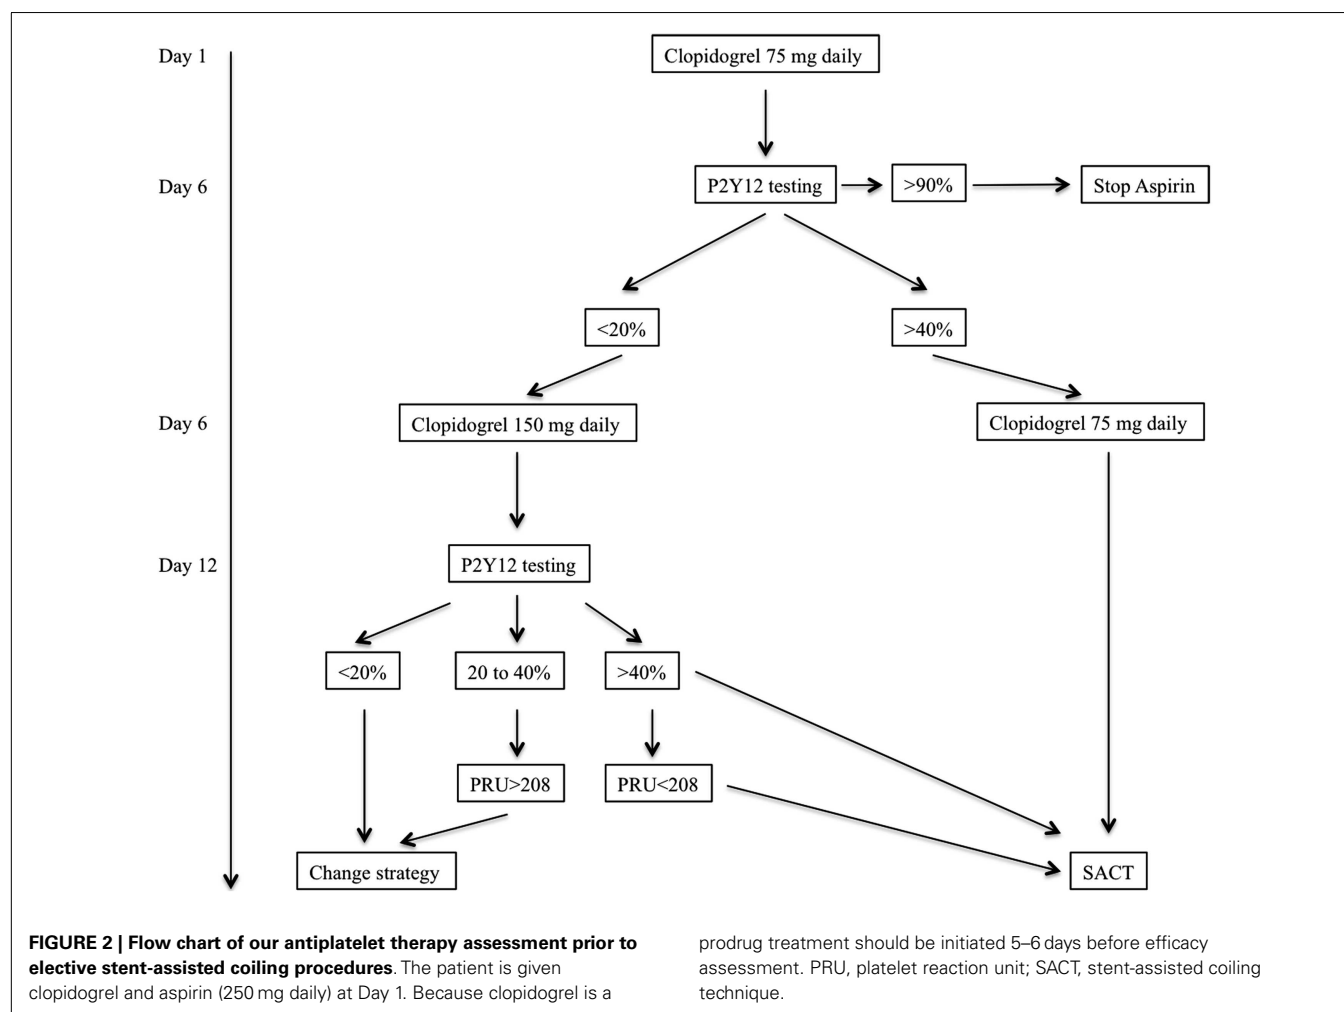 Day 1
Clopidogrel 75 mg daily
Day 6
P2Y12 testing
>90%
Stop Aspirin
<20%
>40%
Day 6
Clopidogrel 150 mg daily
Clopidogrel 75 mg daily
Day 12
P2Y12 testing
<20%
20 to 40%
>40%
PRU>208
PRU<208
Change strategy
SACT
FIGURE 2 | Flow chart of our antiplatelet therapy assessment prior to
elective stent-assisted coiling procedures. The patient is given
clopidogrel and aspirin (250 mg daily) at Day 1. Because clopidogrel is a
prodrug treatment should be initiated 5–6 days before efficacy
assessment. PRU, platelet reaction unit; SACT, stent-assisted coiling
technique.